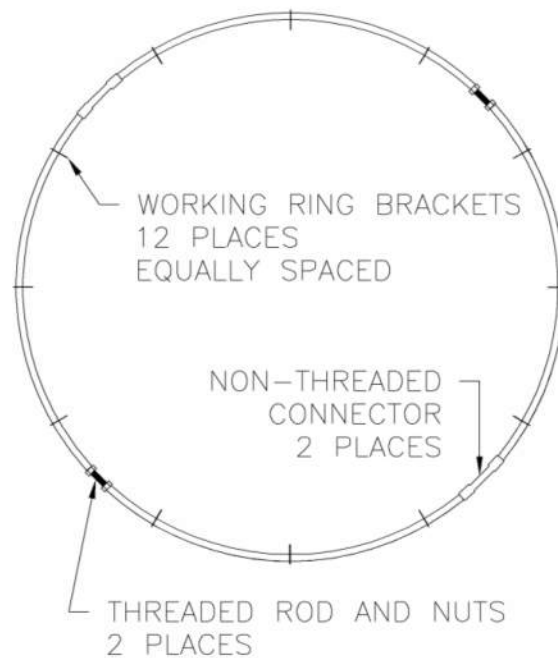 WORKING RING BRACKETS
12 PLACES
EQUALLY SPACED
NON-THREADED
CONNECTOR
2 PLACES
THREADED ROD AND NUTS
2 PLACES